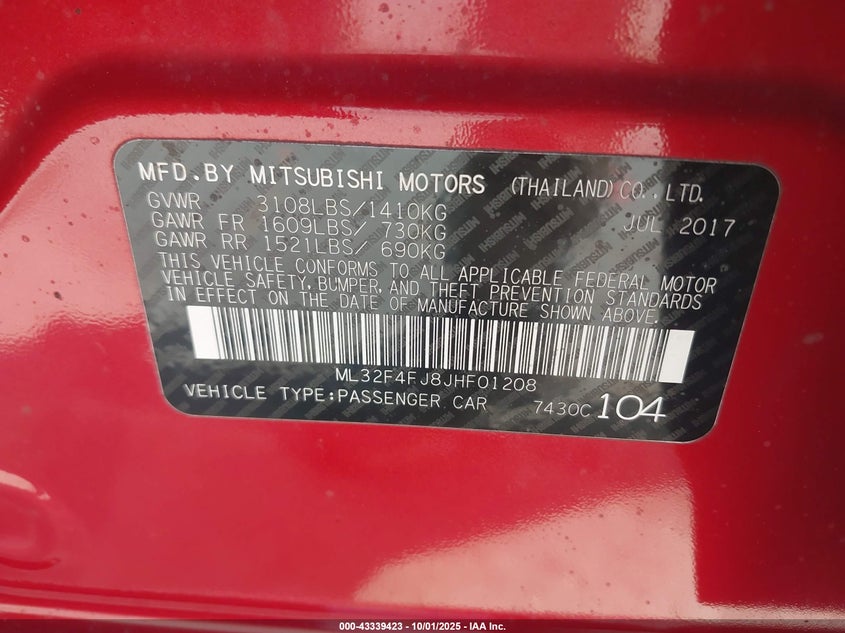 MFD.BY MITSUBISHI MOTORS (THAILAND)CO.,LTD.
GVWR 3108LBS/1410KG JUL 2017
GAWR FR 1609LBS/ 730KG
GAWR RR 1521LBS/ 690KG
THIS VEHICLE CONFORMS TO ALL APPLICABLE FEDERAL MOTOR
VEHICLE SAFETY, BUMPER, AND THEFT PREVENTION STANDARDS
IN EFFECT ON THE DATE OF MANUFACTURE SHOWN ABOVE.
ML32F4FJ8JHF01208
VEHICLE TYPE:PASSENGER CAR 7430C 104
000-43339423 - 10/01/2025 - IAA Inc.